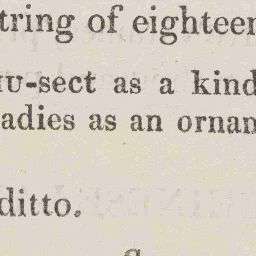 tring of eighteen
u-sect as a kind
adies as an ornam
ditto.